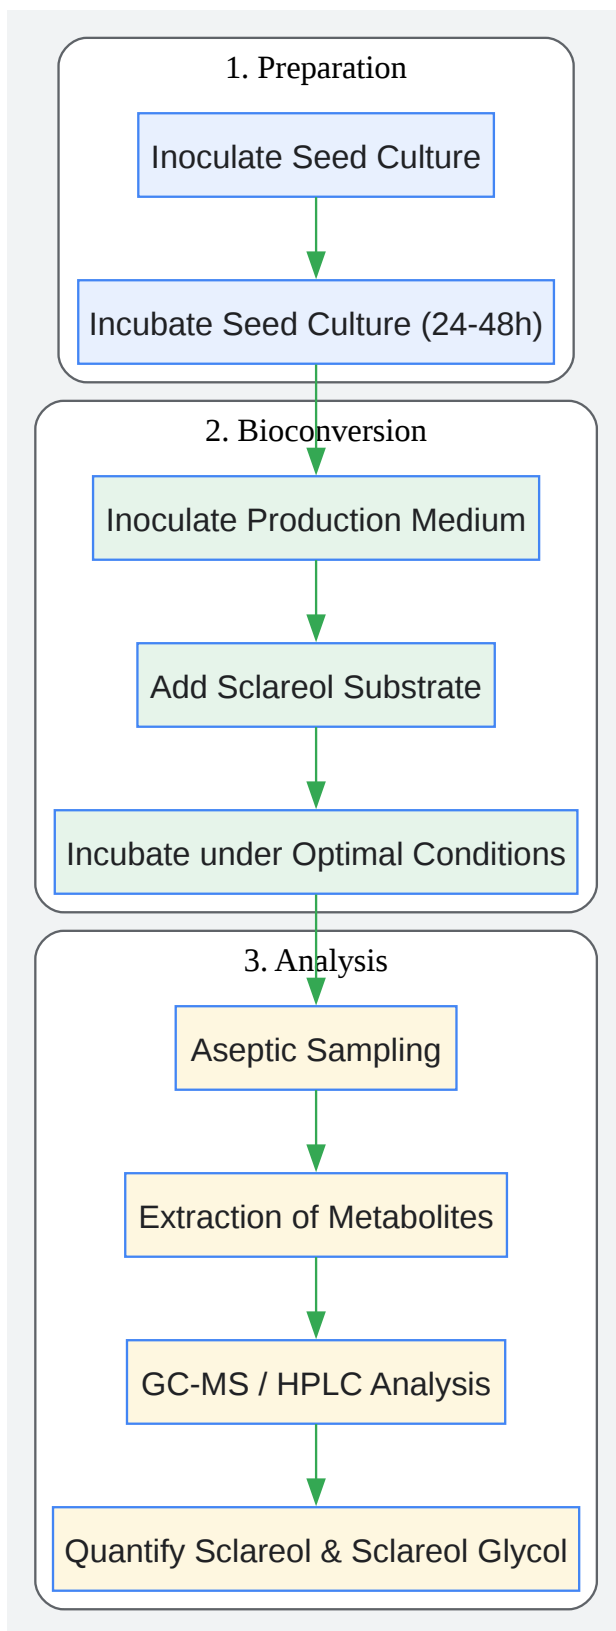 1. Preparation
Inoculate Seed Culture
Incubate Seed Culture (24-48h)
2. Bioconversion
Inoculate Production Medium
Add Sclareol Substrate
Incubate under Optimal Conditions
3. Analysis
Aseptic Sampling
Extraction of Metabolites
GC-MS / HPLC Analysis
Quantify Sclareol & Sclareol Glycol